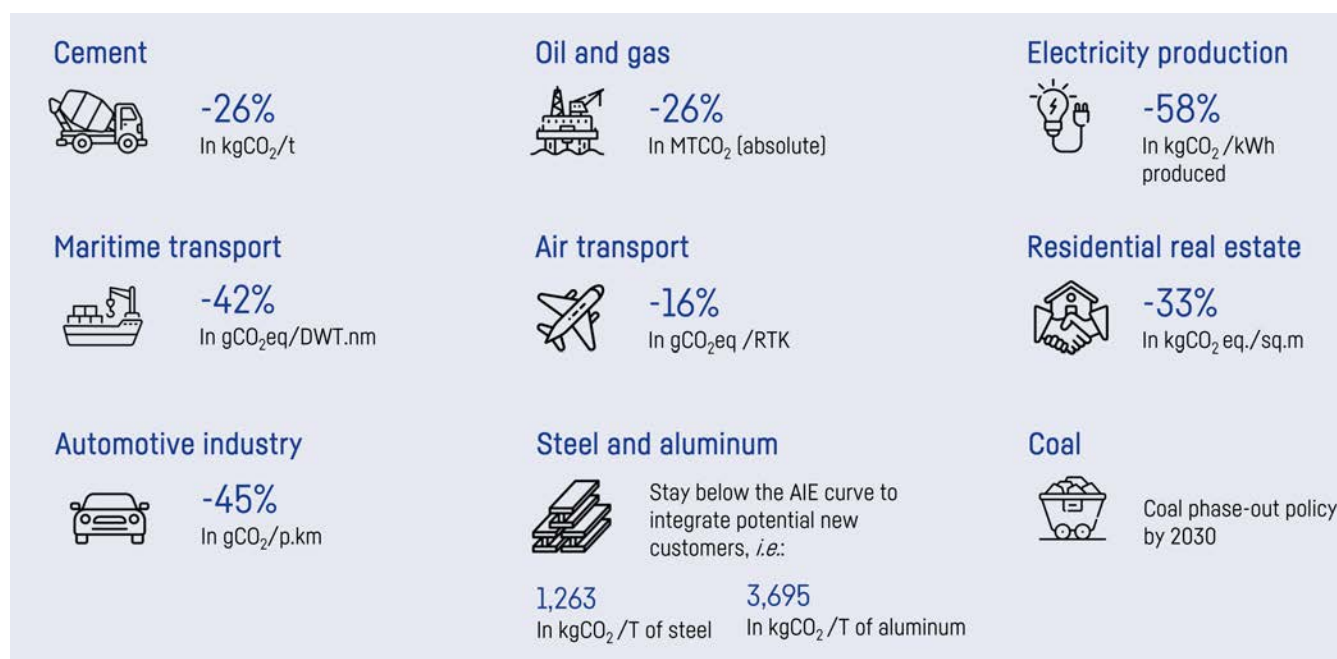 Cement
-26%
In kgCO₂/t
Oil and gas
-26%
In MTCO₂ (absolute)
Electricity production
-58%
In kgCO₂/kWh
produced
Maritime transport
-42%
In gCO₂eq/DWT.nm
Air transport
-16%
In gCO₂eq /RTK
Residential real estate
-33%
In kgCO₂ eq./sq.m
Automotive industry
-45%
In gCO₂/p.km
Steel and aluminum
Stay below the AIE curve to
integrate potential new
customers, i.e.:
1,263
In kgCO₂/T of steel
3,695
In kgCO₂/T of aluminum
Coal
Coal phase-out policy
by 2030